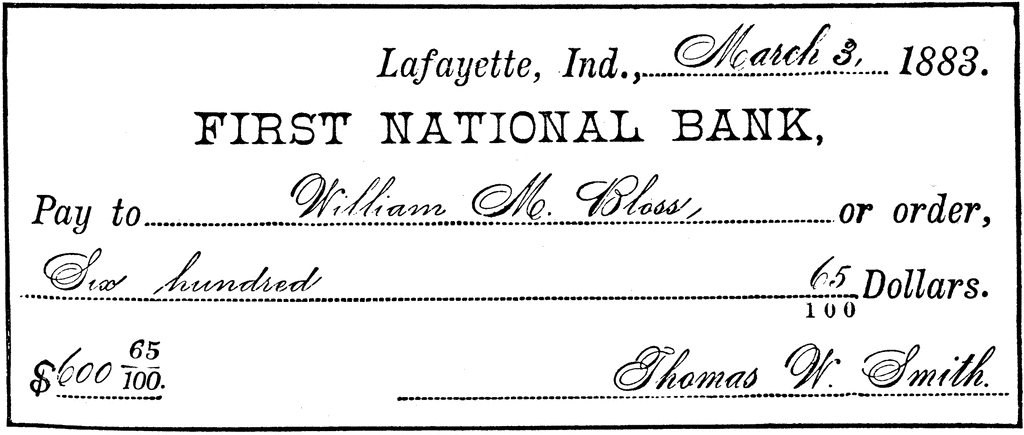 Lafayette, Ind., March 3, 1883.
FIRST NATIONAL BANK,
Pay to William M. Bloss, or order,
Six hundred 65/100 Dollars.
$600 65/100. Thomas W. Smith.